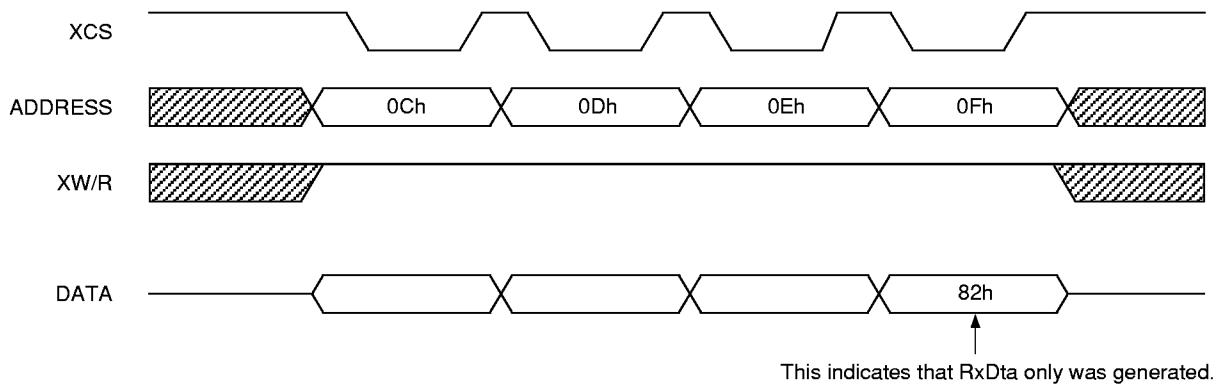 XCS
ADDRESS 0Ch 0Dh 0Eh 0Fh
XW/R
DATA 82h
This indicates that RxDta only was generated.